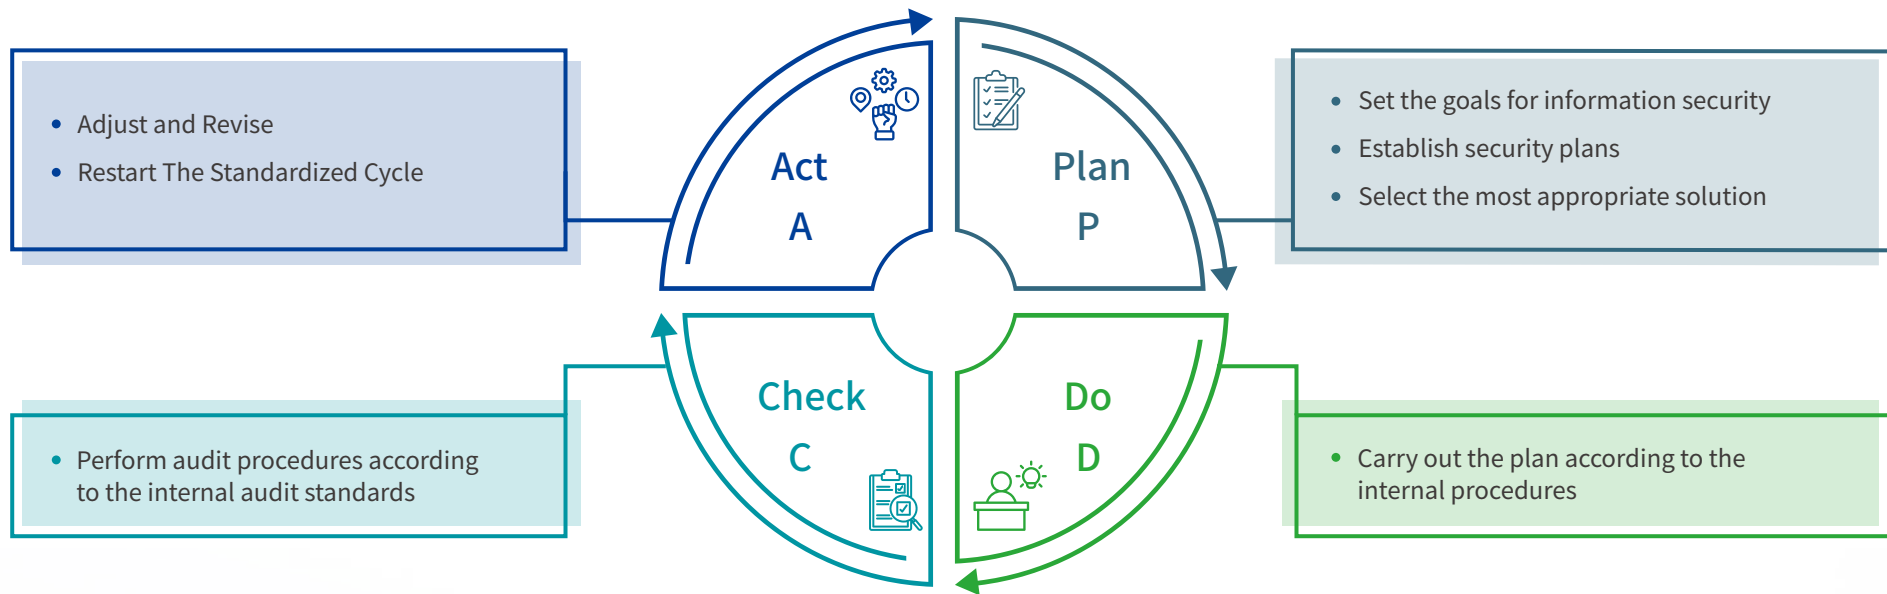 Adjust and Revise
Restart The Standardized Cycle
Act
A
Plan
P
Set the goals for information security
Establish security plans
Select the most appropriate solution
Perform audit procedures according
to the internal audit standards
Check
C
Do
D
Carry out the plan according to the
internal procedures